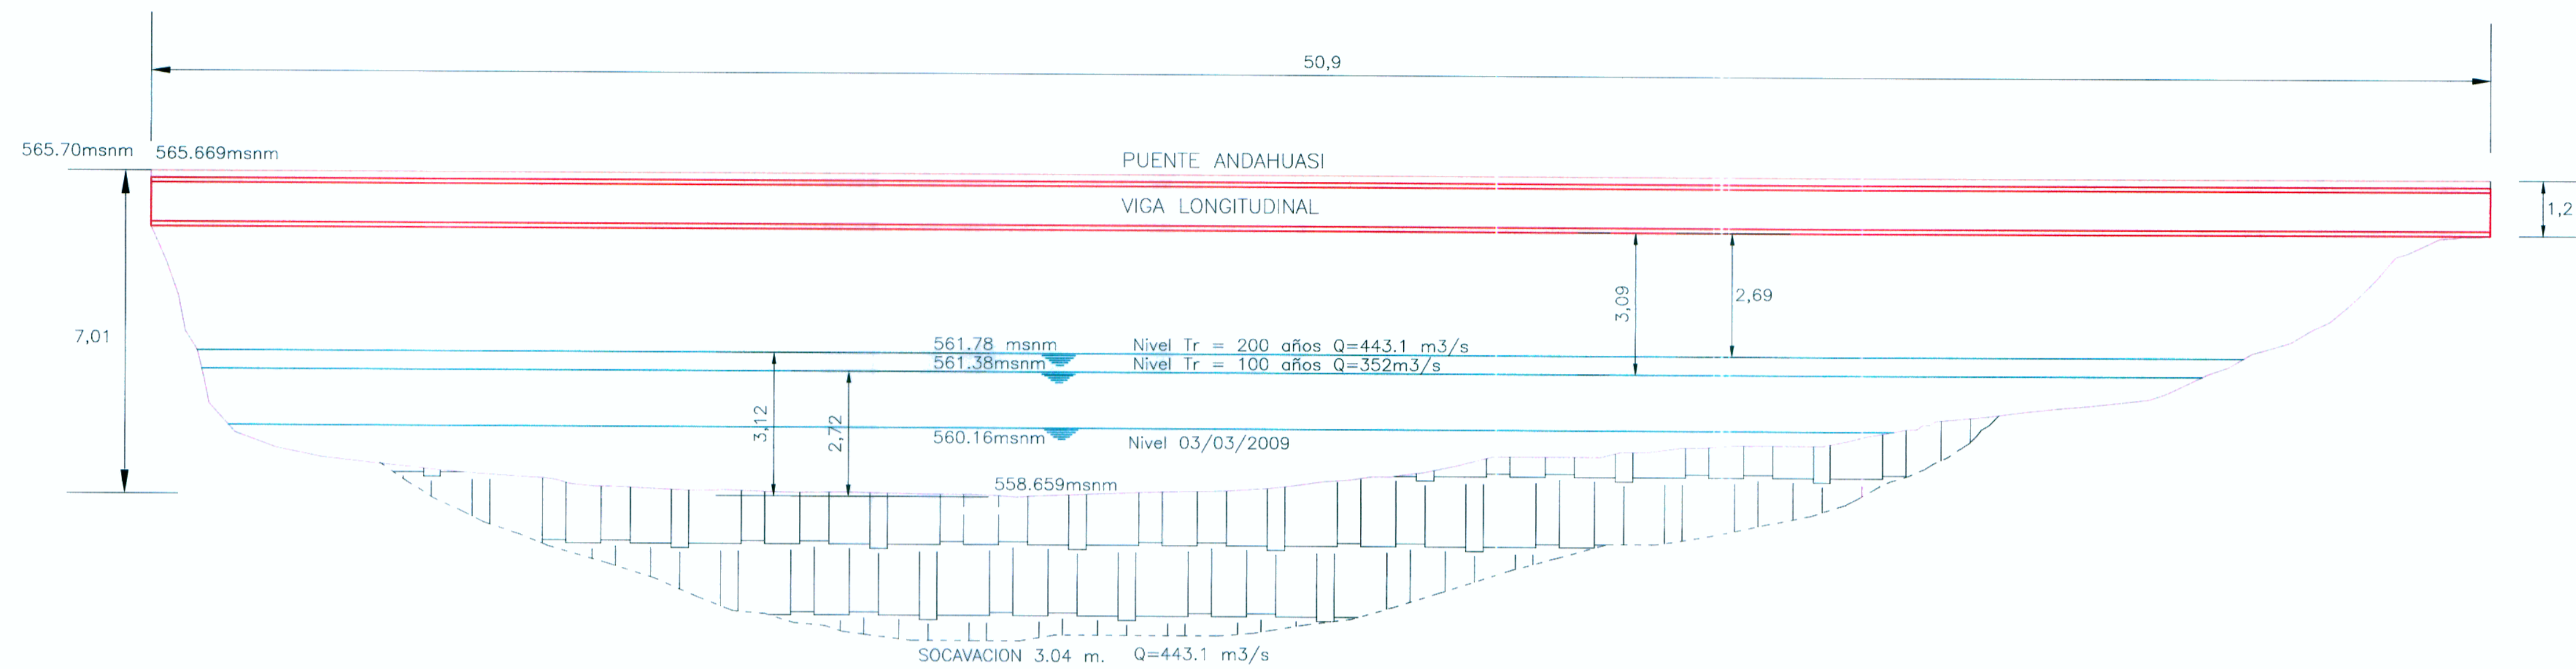 50,9
565.70msnm 565.669msnm
PUENTE ANDAHUASI
VIGA LONGITUDINAL
1,2
3,09
2,69
7,01
561.78 msnm Nivel Tr = 200 años Q=443.1 m3/s
561.38msnm Nivel Tr = 100 años Q=352m3/s
3,12
2,72
560.16msnm Nivel 03/03/2009
558.659msnm
SOCAVACION 3.04 m. Q=443.1 m3/s